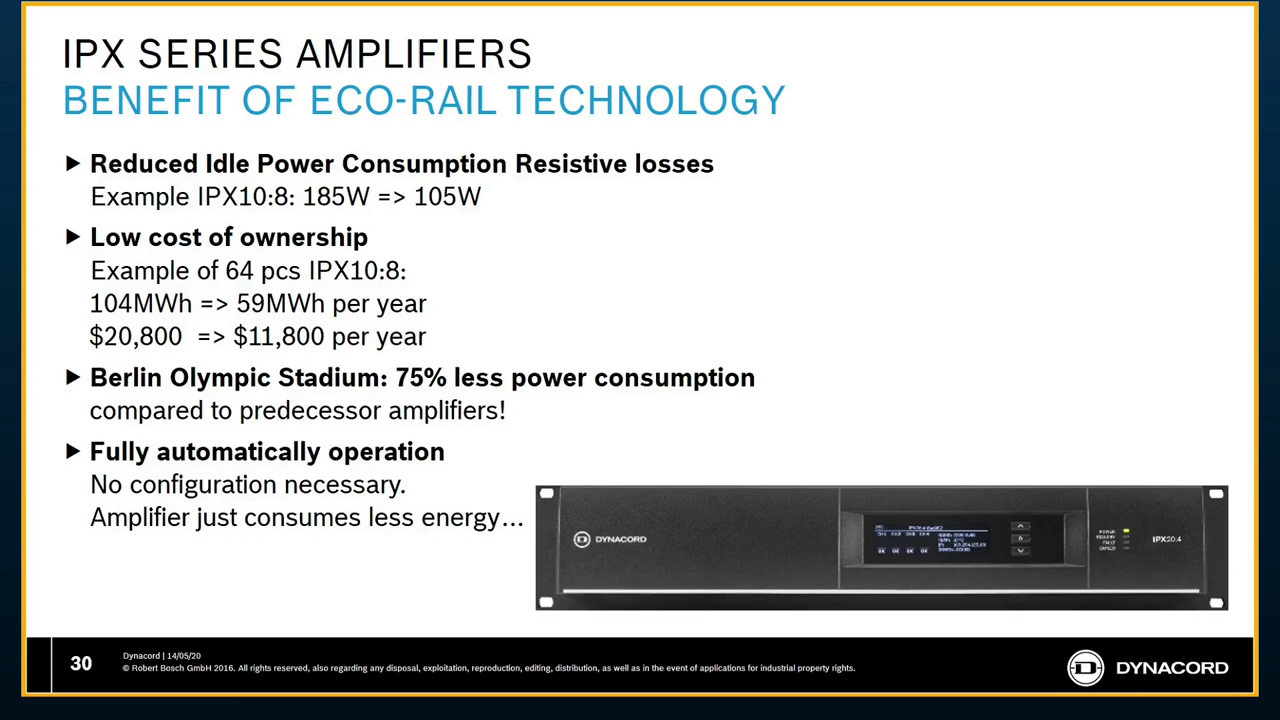 IPX SERIES AMPLIFIERS
BENEFIT OF ECO-RAIL TECHNOLOGY
Reduced Idle Power Consumption Resistive losses
Example IPX10:8: 185W => 105W
Low cost of ownership
Example of 64 pcs IPX10:8:
104MWh => 59MWh per year
$20,800 => $11,800 per year
Berlin Olympic Stadium: 75% less power consumption
compared to predecessor amplifiers!
Fully automatically operation
No configuration necessary.
Amplifier just consumes less energy...
DYNACORD
POWER
STANDBY
FAULT
OWNED
IPX20:4
30
Dynacord | 14/05/20
© Robert Bosch GmbH 2016. All rights reserved, also regarding any disposal, exploitation, reproduction, editing, distribution, as well as in the event of applications for industrial property rights.
DYNACORD